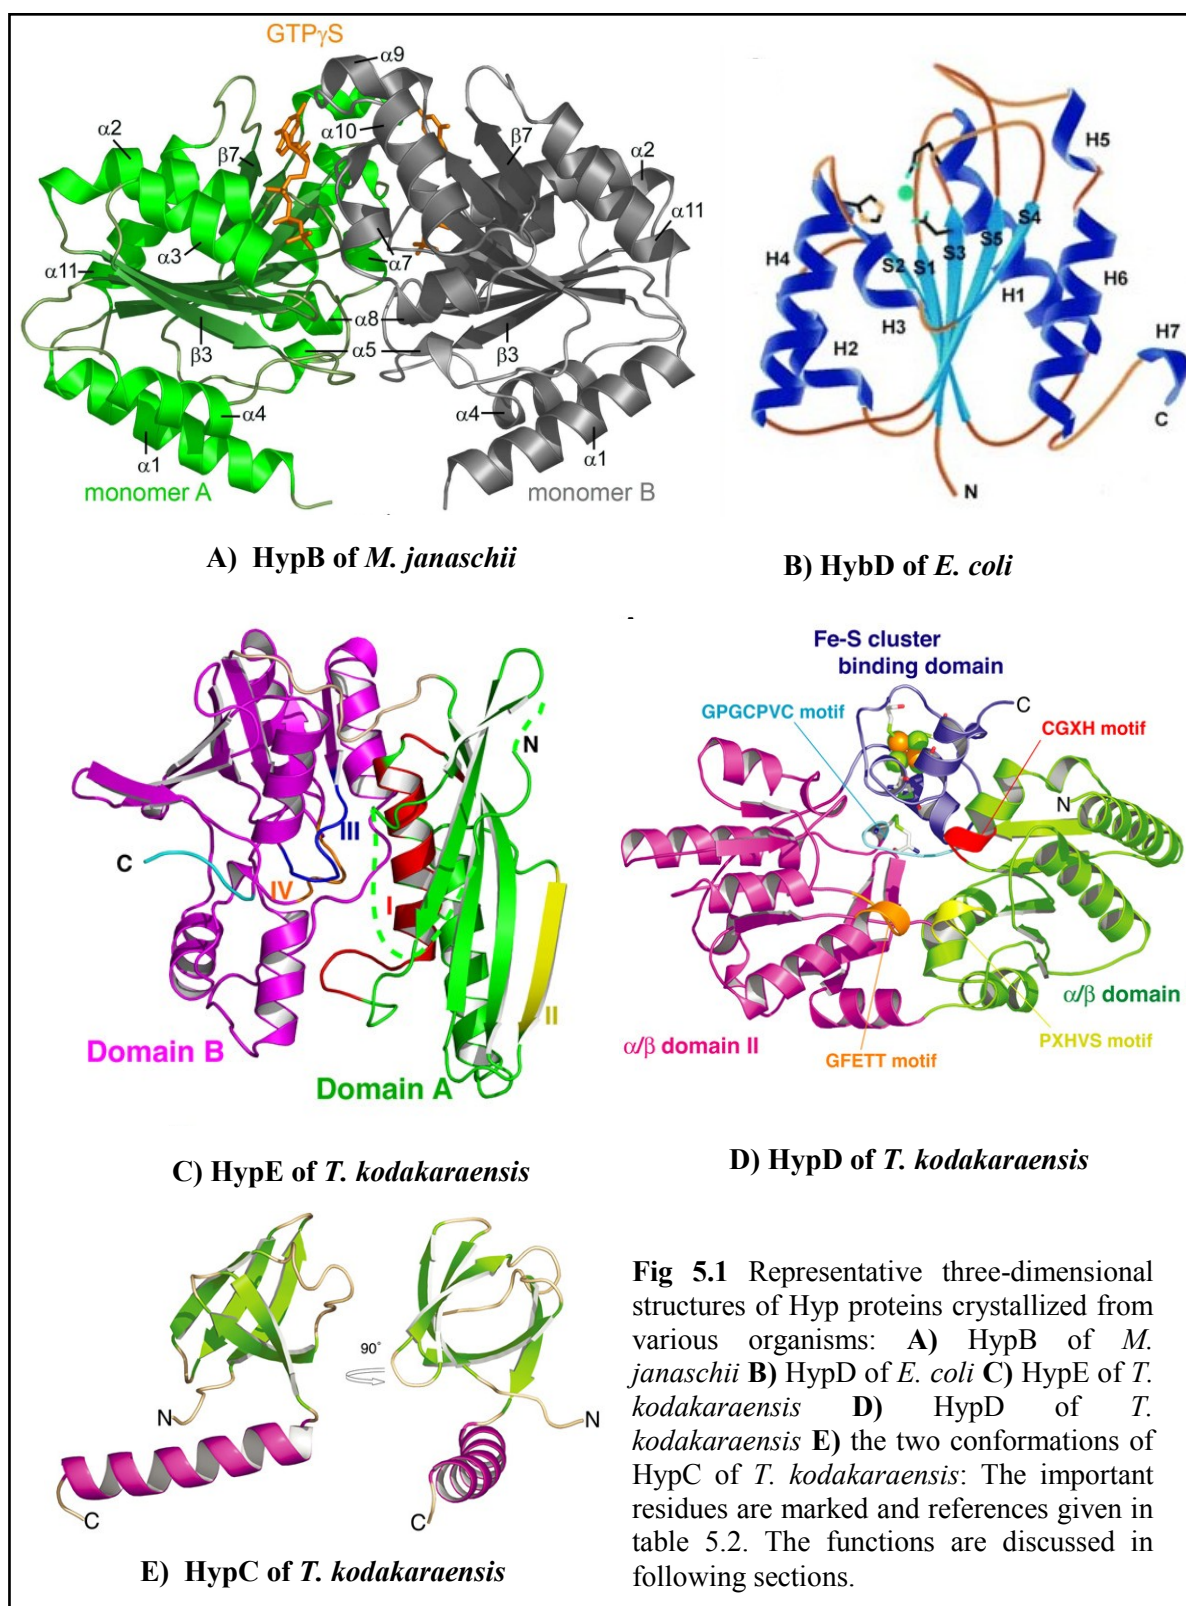 GTPγS
α9
α2
α10
β7
β7
α2
α11
α3
α11
α7
α8
α5
β3
β3
α4
α4
α1
α1
monomer A
monomer B
H5
H4
S4
S5
S3
S2
S1
H1
H6
H3
H2
H7
C
N
A) HypB of M. janaschii
B) HybD of E. coli
N
III
C
IV
I
II
Domain B
Domain A
Fe-S cluster
binding domain
C
GPGCPVC motif
CGXH motif
N
α/β domain
α/β domain II
GFETT motif
PXHVS motif
C) HypE of T. kodakaraensis
D) HypD of T. kodakaraensis
90°
N
N
C
C
E) HypC of T. kodakaraensis
Fig 5.1 Representative three-dimensional
structures of Hyp proteins crystallized from
various organisms: A) HypB of M.
janaschii B) HypD of E. coli C) HypE of T.
kodakaraensis D) HypD of T.
kodakaraensis E) the two conformations of
HypC of T. kodakaraensis: The important
residues are marked and references given in
table 5.2. The functions are discussed in
following sections.